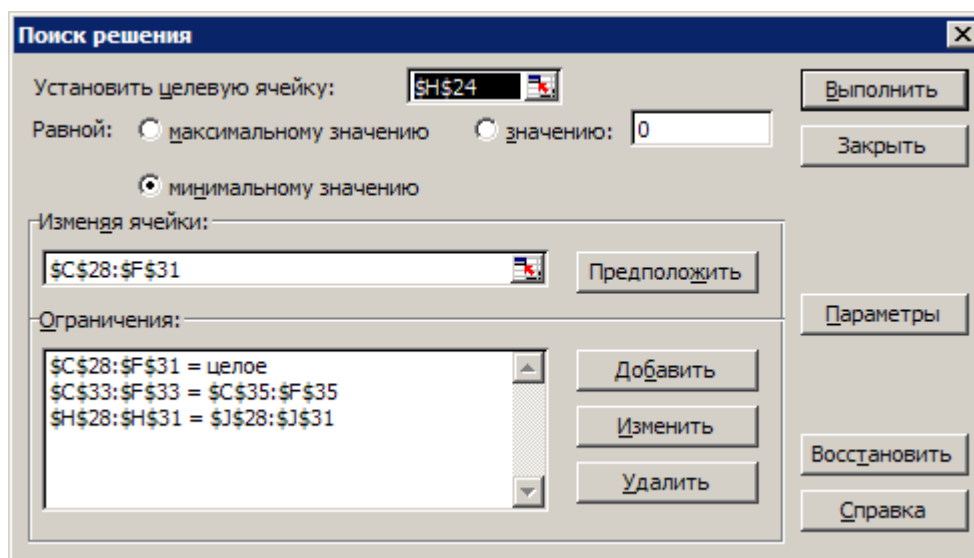 Поиск решения
Установить целевую ячейку: $H$24
Выполнить
Равной: максимальному значению значению: 0
Закрыть
минимальному значению
Изменяя ячейки:
$C$28:$F$31
Предположить
Параметры
Ограничения:
$C$28:$F$31 = целое
$C$33:$F$33 = $C$35:$F$35
$H$28:$H$31 = $J$28:$J$31
Добавить
Изменить
Удалить
Восстановить
Справка